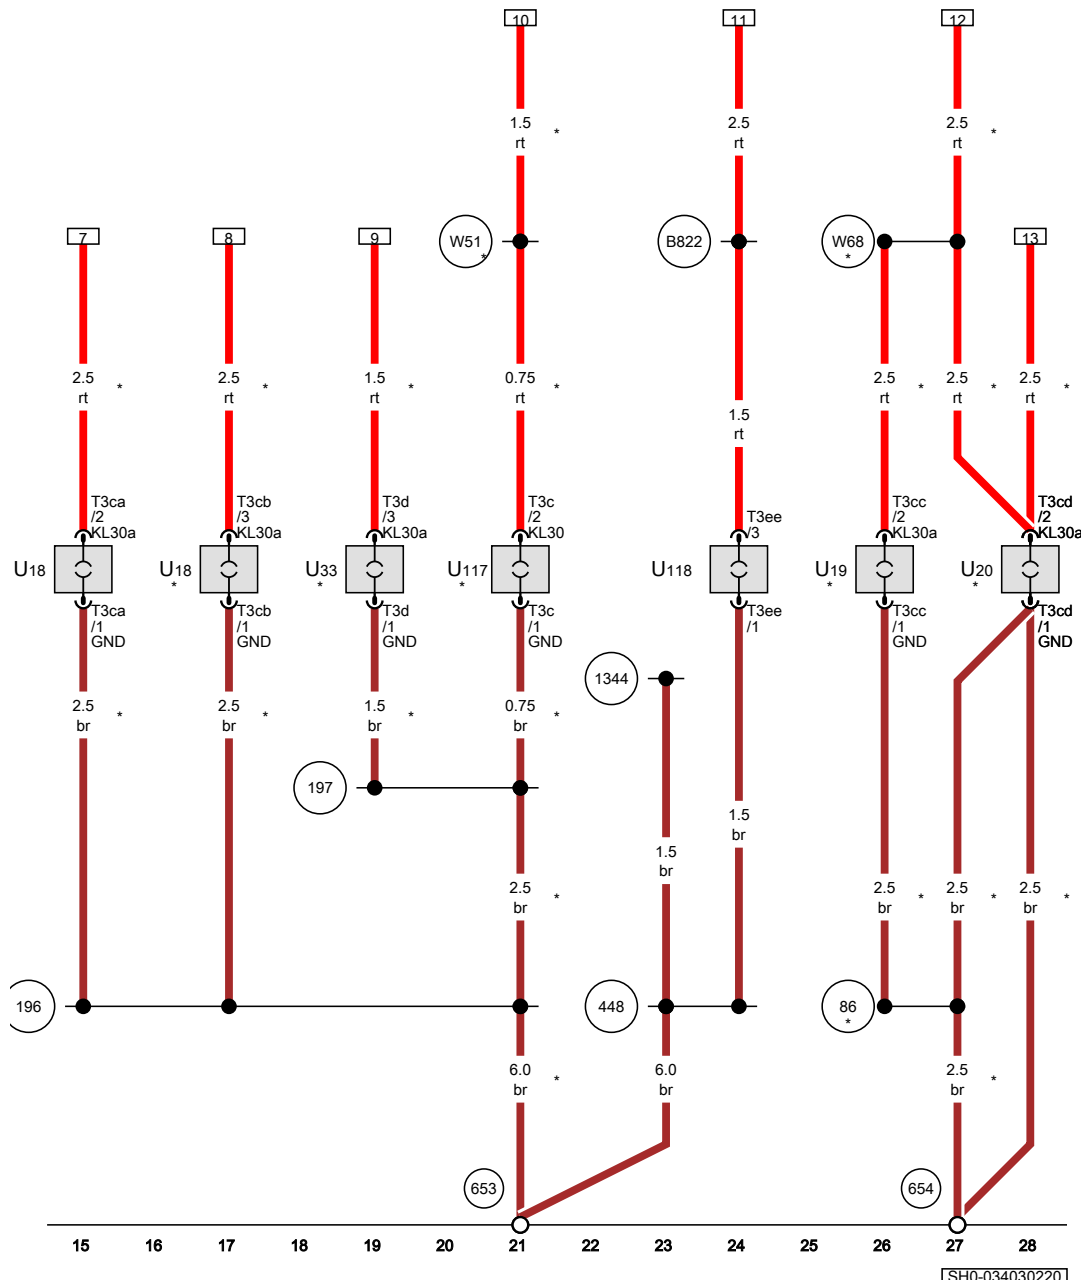 10 11 12
1.5 * 2.5 2.5 *
rt rt rt
7 8 9 W51 * B822 W68 * 13
2.5 * 2.5 * 1.5 * 0.75 * 2.5 * 2.5 * 2.5 *
rt rt rt rt rt rt rt
1.5
rt
T3ca T3cb T3d T3c T3ee T3cc T3cd
/2 /3 /3 /2 /3 /2 /2
KL30a KL30a KL30a KL30 KL30a KL30a
U18 U18 * U33 * U117 * U118 U19 * U20 *
T3ca T3cb T3d T3c T3ee T3cc T3cd
/1 /1 /1 /1 /1 /1 /1
GND GND GND GND GND GND
1344
2.5 * 2.5 * 1.5 * 0.75 *
br br br br
197
1.5
br
1.5
br
2.5 * 2.5 * 2.5 * 2.5 *
br br br br
196 448 86 *
6.0 * 6.0 2.5 *
br br br
653 654
15 16 17 18 19 20 21 22 23 24 25 26 27 28
SH0-034030220